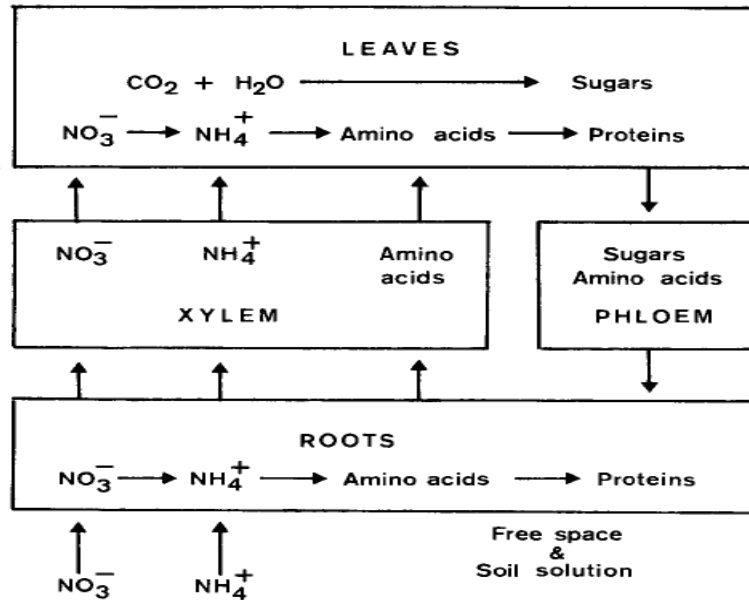 LEAVES
CO₂ + H₂O → Sugars
NO₃⁻ → NH₄⁺ → Amino acids → Proteins
NO₃⁻ NH₄⁺ Amino Sugars
acids Amino acids
XYLEM PHLOEM
ROOTS
NO₃⁻ → NH₄⁺ → Amino acids → Proteins
Free space
&
NO₃⁻ NH₄⁺ Soil solution